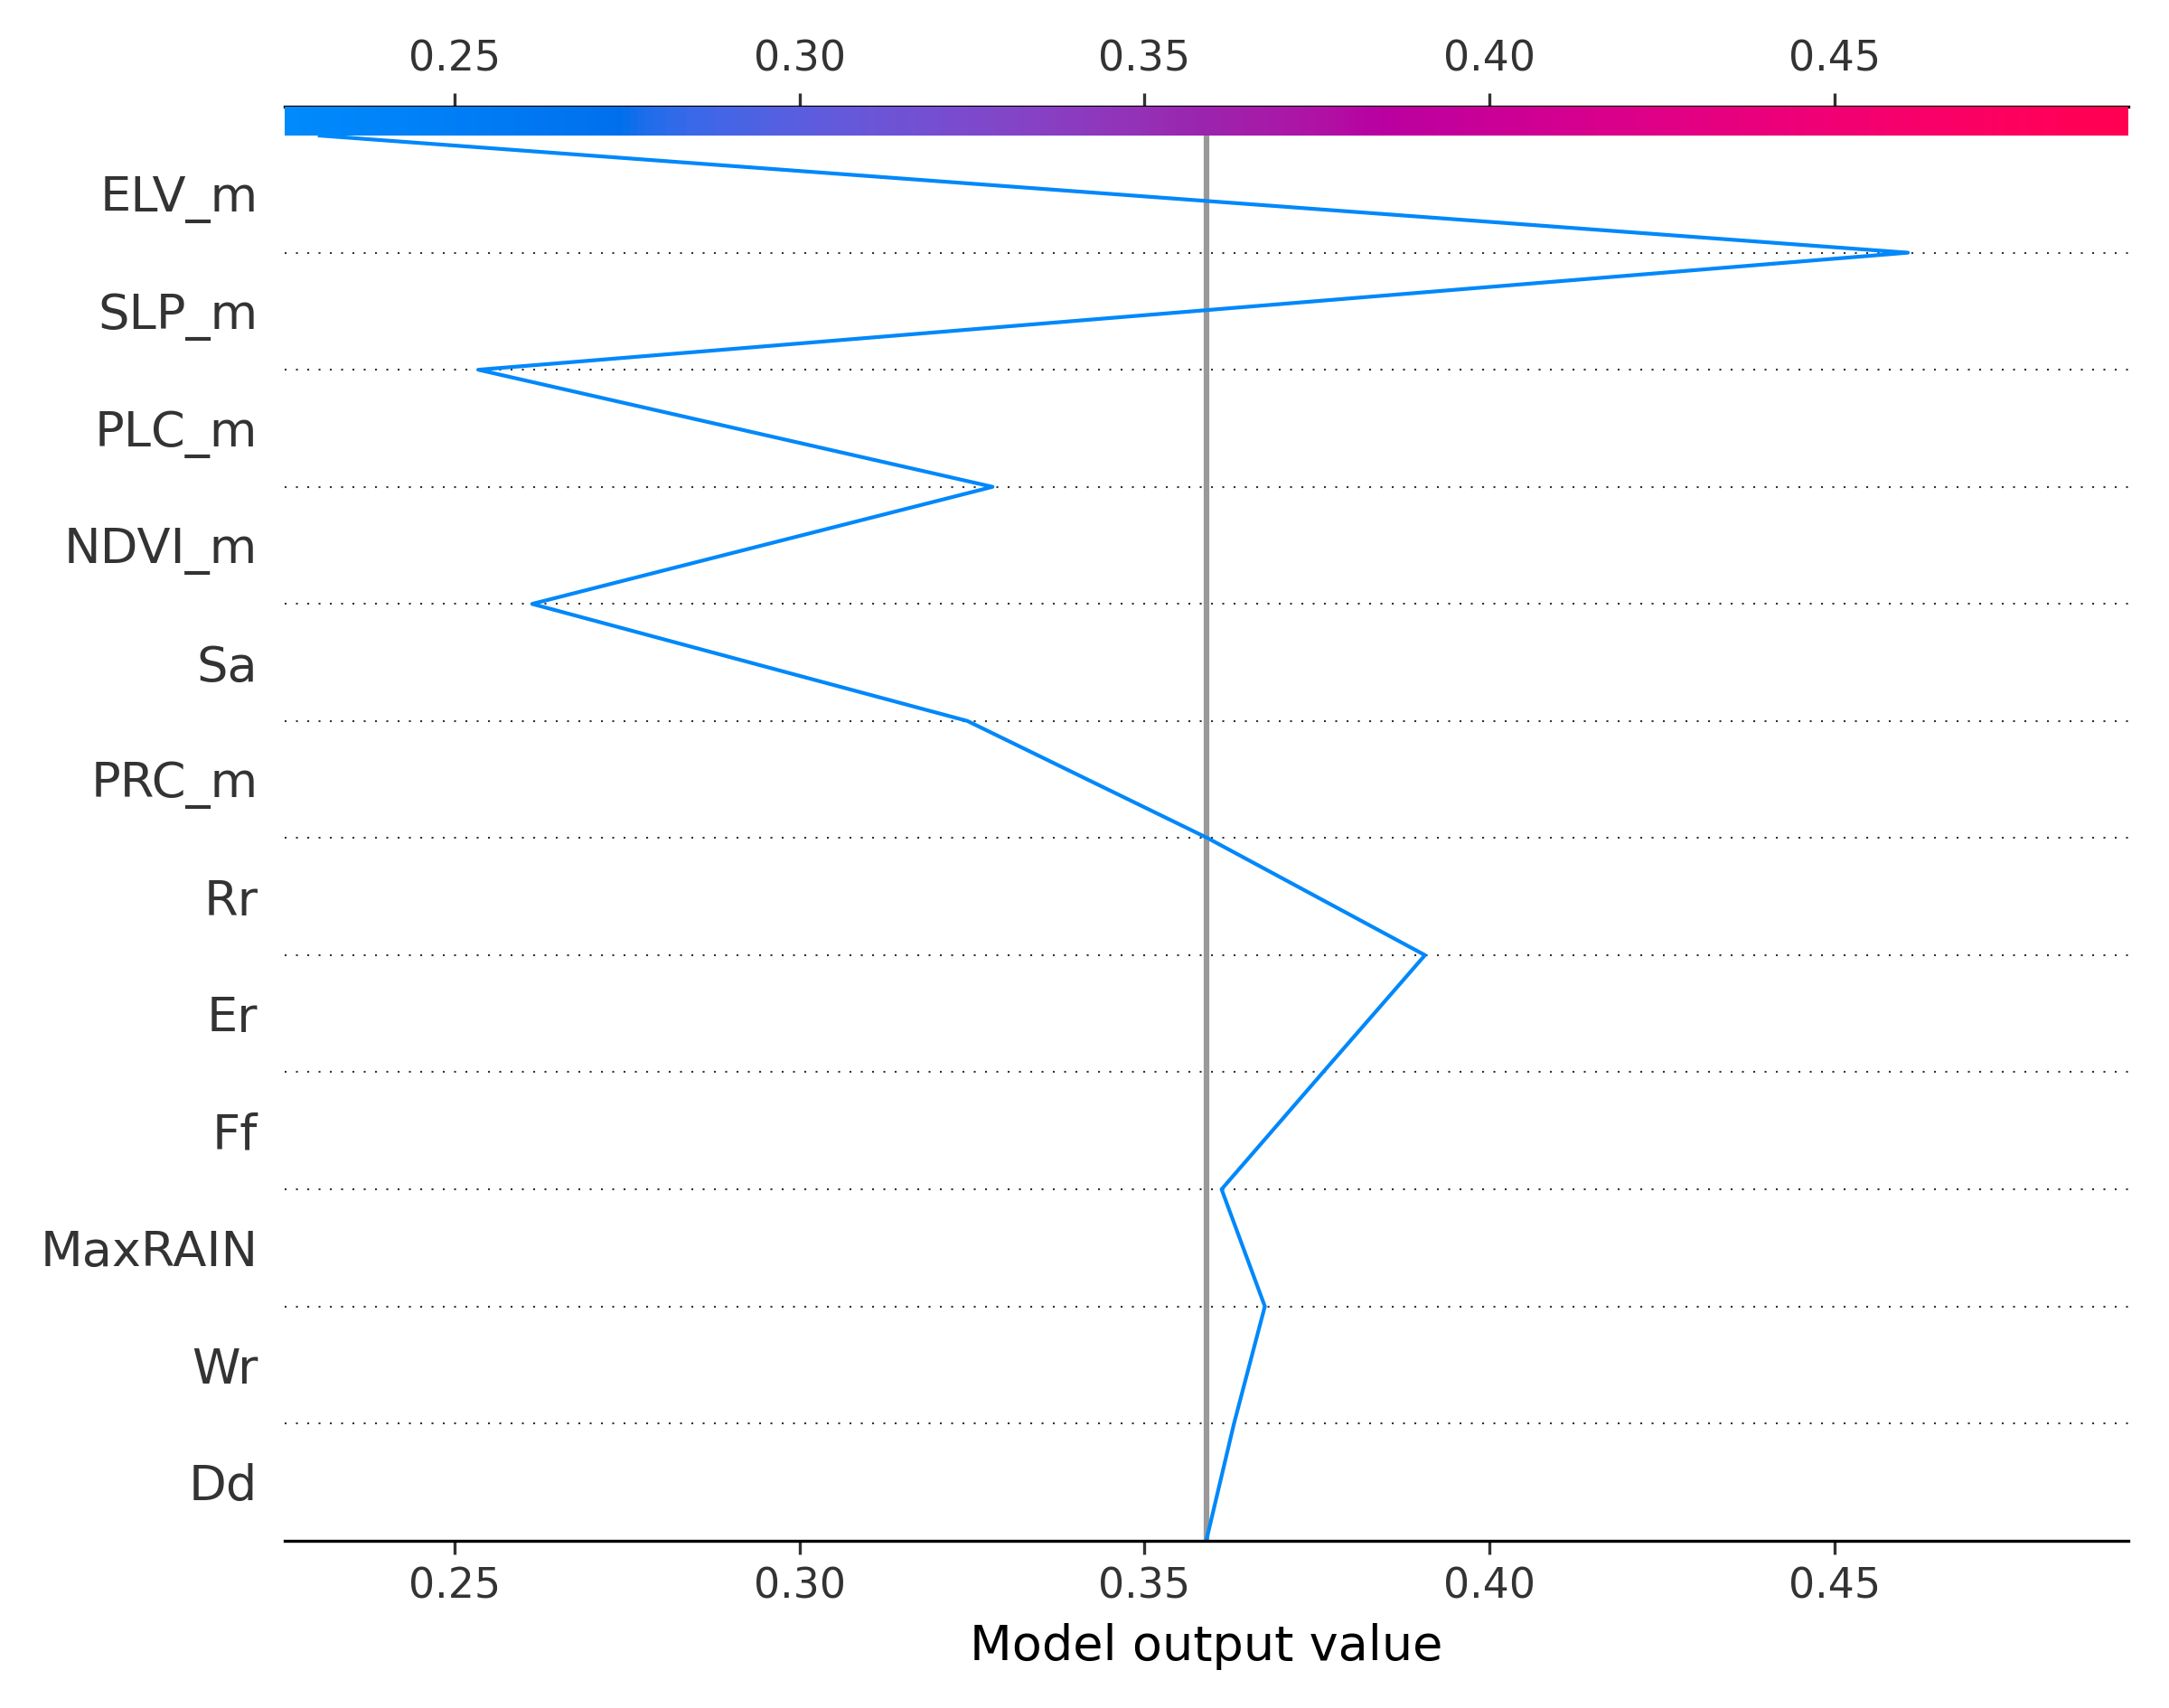 0.25 0.30 0.35 0.40 0.45
ELV_m
SLP_m
PLC_m
NDVI_m
Sa
PRC_m
Rr
Er
Ff
MaxRAIN
Wr
Dd
0.25 0.30 0.35 0.40 0.45
Model output value